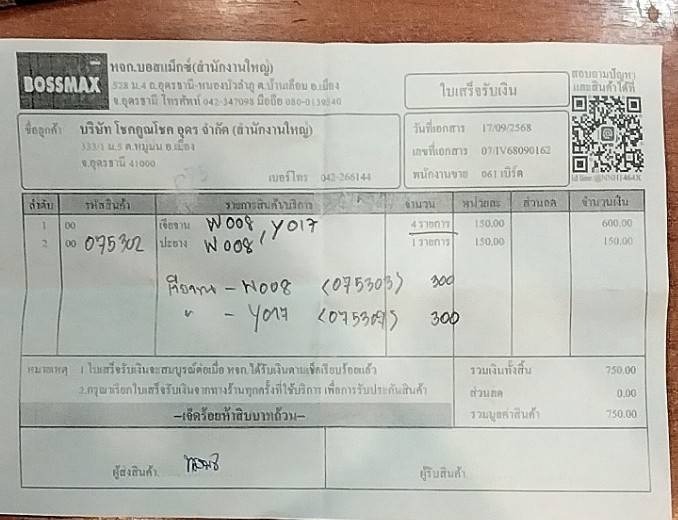 BOSSMAX
หจก.บอสแม็กซ์(สำนักงานใหญ่)
528 ม.4 ถ.อุดรธานี-หนองบัวลำภู ต.บ้านเลื่อม อ.เมือง
จ.อุดรธานี โทรศัพท์ 042-347098 มือถือ 080-0139840
ใบเสร็จรับเงิน
สอบถามปัญหา
และสินค้าได้ที่
ชื่อลูกค้า บริษัท โชคคูณโชค อุดร จำกัด (สำนักงานใหญ่)
333/1 ม.5 ต.หมูม่น อ.เมือง
จ.อุดรธานี 41000
เบอร์โทร 042-266144
วันที่เอกสาร 17/09/2568
เลขที่เอกสาร 07/IV68090162
พนักงานขาย 061 เบิร์ด
ลำดับ รหัสสินค้า รายการสินค้า/บริการ จำนวน หน่วยละ ส่วนลด จำนวนเงิน
1 00 เจียจาน W008, Y017 4 รายการ 150.00 600.00
2 00 075302 ปะยาง W008 1 รายการ 150.00 150.00
เจียจาน - W008 (075303) 300
" - Y017 300
หมายเหตุ 1.ใบเสร็จรับเงินจะสมบูรณ์ต่อเมื่อ หจก.ได้รับเงินตามเช็คเรียบร้อยแล้ว
2.กรุณาเรียกใบเสร็จรับเงินจากทางร้านทุกครั้งที่ใช้บริการ เพื่อการรับประกันสินค้า
–เจ็ดร้อยห้าสิบบาทถ้วน–
รวมเงินทั้งสิ้น 750.00
ส่วนลด 0.00
รวมมูลค่าสินค้า 750.00
ผู้ส่งสินค้า
ผู้รับสินค้า